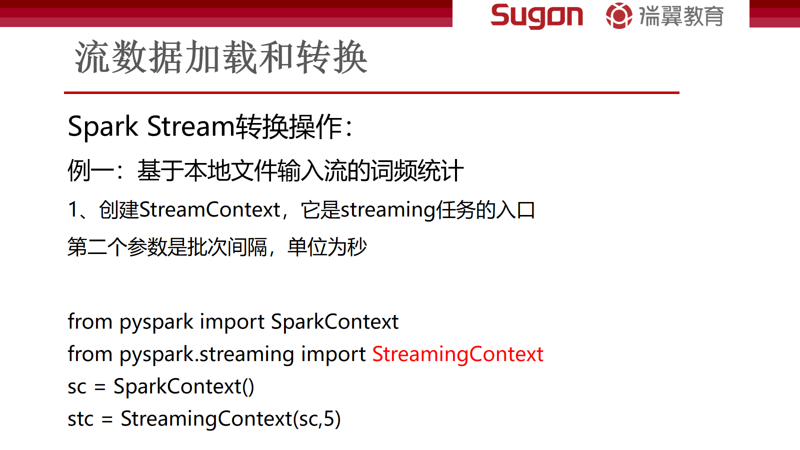 Sugon 瑞翼教育
流数据加载和转换
Spark Stream转换操作：
例一：基于本地文件输入流的词频统计
1、创建StreamContext，它是streaming任务的入口
第二个参数是批次间隔，单位为秒
from pyspark import SparkContext
from pyspark.streaming import StreamingContext
sc = SparkContext()
stc = StreamingContext(sc,5)